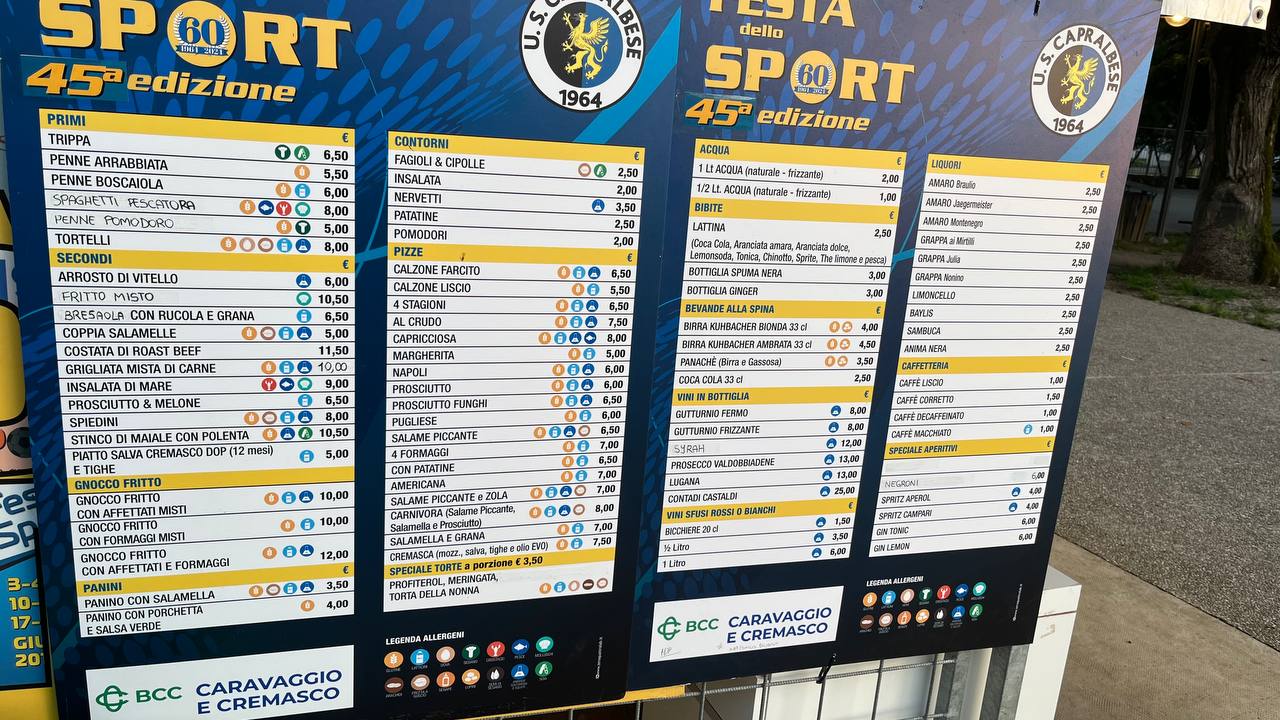 SPORT
60
1964 2024
45ª edizione
U.S. CAPRALBESE
1964
PRIMI €
TRIPPA 6,50
PENNE ARRABBIATA 5,50
PENNE BOSCAIOLA 6,00
SPAGHETTI PESCATORA 8,00
PENNE POMODORO 5,00
TORTELLI 8,00
SECONDI €
ARROSTO DI VITELLO 6,00
FRITTO MISTO 10,50
BRESAOLA CON RUCOLA E GRANA 6,50
COPPIA SALAMELLE 5,00
COSTATA DI ROAST BEEF 11,50
GRIGLIATA MISTA DI CARNE 10,00
INSALATA DI MARE 9,00
PROSCIUTTO & MELONE 6,50
SPIEDINI 8,00
STINCO DI MAIALE CON POLENTA 10,50
PIATTO SALVA CREMASCO DOP (12 mesi)
E TIGHE 5,00
GNOCCO FRITTO €
GNOCCO FRITTO
CON AFFETTATI MISTI 10,00
GNOCCO FRITTO
CON FORMAGGI MISTI 10,00
GNOCCO FRITTO
CON AFFETTATI E FORMAGGI 12,00
PANINI €
PANINO CON SALAMELLA 3,50
PANINO CON PORCHETTA
E SALSA VERDE 4,00
BCC CARAVAGGIO
E CREMASCO
CONTORNI €
FAGIOLI & CIPOLLE 2,50
INSALATA 2,00
NERVETTI 3,50
PATATINE 2,50
POMODORI 2,00
PIZZE €
CALZONE FARCITO 6,50
CALZONE LISCIO 5,50
4 STAGIONI 6,50
AL CRUDO 7,50
CAPRICCIOSA 8,00
MARGHERITA 5,00
NAPOLI 6,00
PROSCIUTTO 6,00
PROSCIUTTO FUNGHI 6,50
PUGLIESE 6,00
SALAME PICCANTE 6,50
4 FORMAGGI 7,00
CON PATATINE 6,50
AMERICANA 7,00
SALAME PICCANTE e ZOLA 7,00
CARNIVORA (Salame Piccante,
Salamella e Prosciutto) 8,00
SALAMELLA E GRANA 7,00
CREMASCA (mozz., salva, tighe e olio EVO) 7,50
SPECIALE TORTE a porzione € 3,50
PROFITEROL, MERINGATA,
TORTA DELLA NONNA
LEGENDA ALLERGENI
FESTA
dello
SPORT
60
1964 2024
45ª edizione
U.S. CAPRALBESE
1964
ACQUA €
1 Lt ACQUA (naturale - frizzante) 2,00
1/2 Lt. ACQUA (naturale - frizzante) 1,00
BIBITE €
LATTINA 2,50
(Coca Cola, Aranciata amara, Aranciata dolce,
Lemonsoda, Tonica, Chinotto, Sprite, The limone e pesca)
BOTTIGLIA SPUMA NERA 3,00
BOTTIGLIA GINGER 3,00
BEVANDE ALLA SPINA €
BIRRA KUHBACHER BIONDA 33 cl 4,00
BIRRA KUHBACHER AMBRATA 33 cl 4,50
PANACHÈ (Birra e Gassosa) 3,50
COCA COLA 33 cl 2,50
VINI IN BOTTIGLIA €
GUTTURNIO FERMO 8,00
GUTTURNIO FRIZZANTE 8,00
SYRAH 12,00
PROSECCO VALDOBBIADENE 13,00
LUGANA 13,00
CONTADI CASTALDI 25,00
VINI SFUSI ROSSI O BIANCHI €
BICCHIERE 20 cl 1,50
½ Litro 3,50
1 Litro 6,00
BCC CARAVAGGIO
E CREMASCO
LIQUORI €
AMARO Braulio 2,50
AMARO Jaegermeister 2,50
AMARO Montenegro 2,50
GRAPPA ai Mirtilli 2,50
GRAPPA Julia 2,50
GRAPPA Nonino 2,50
LIMONCELLO 2,50
BAYLIS 2,50
SAMBUCA 2,50
ANIMA NERA 2,50
CAFFETTERIA €
CAFFÈ LISCIO 1,00
CAFFÈ CORRETTO 1,50
CAFFÈ DECAFFEINATO 1,00
CAFFÈ MACCHIATO 1,00
SPECIALE APERITIVI €
NEGRONI 6,00
SPRITZ APEROL 4,00
SPRITZ CAMPARI 4,00
GIN TONIC 6,00
GIN LEMON 6,00
LEGENDA ALLERGENI